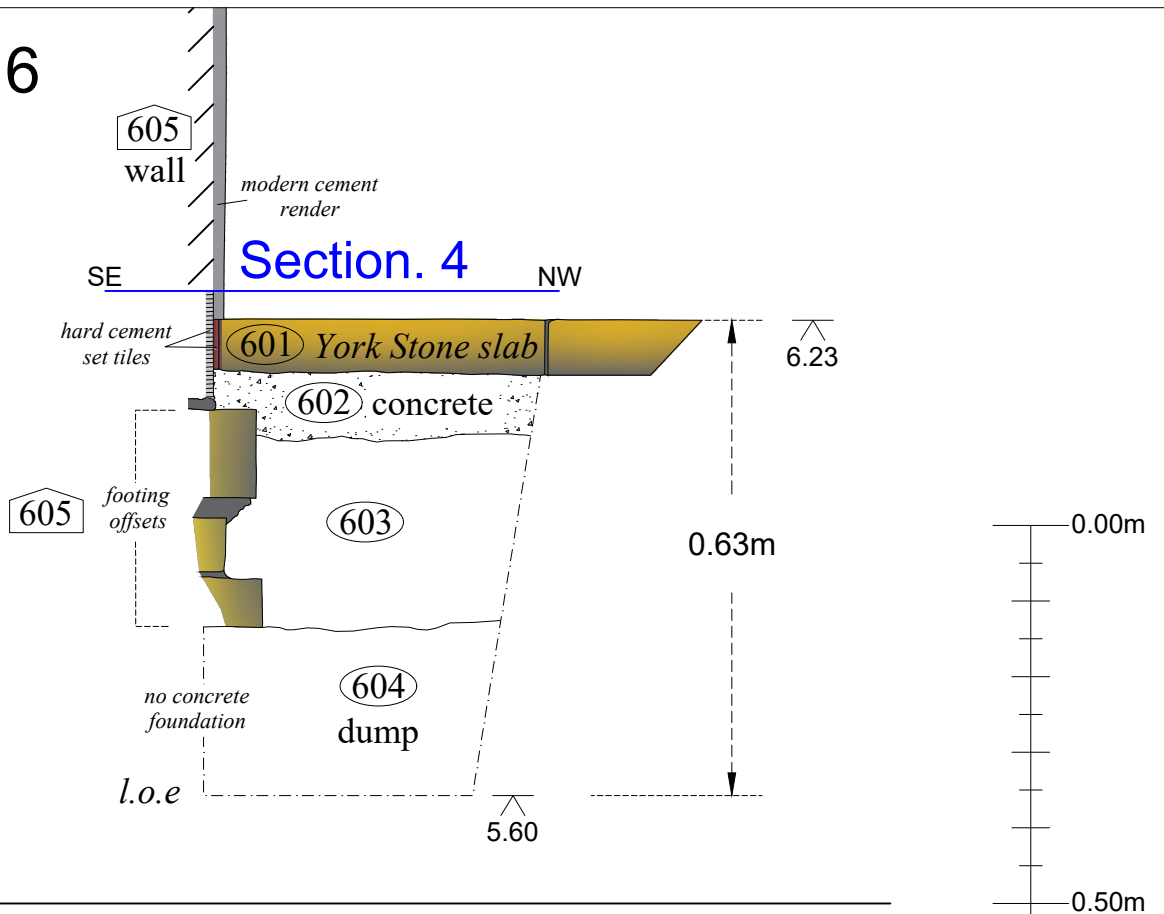 6
605
wall
modern cement
render
Section. 4
SE
NW
hard cement
set tiles
601 York Stone slab
6.23
602 concrete
605
footing
offsets
603
0.00m
0.63m
no concrete
foundation
604
dump
l.o.e
5.60
0.50m